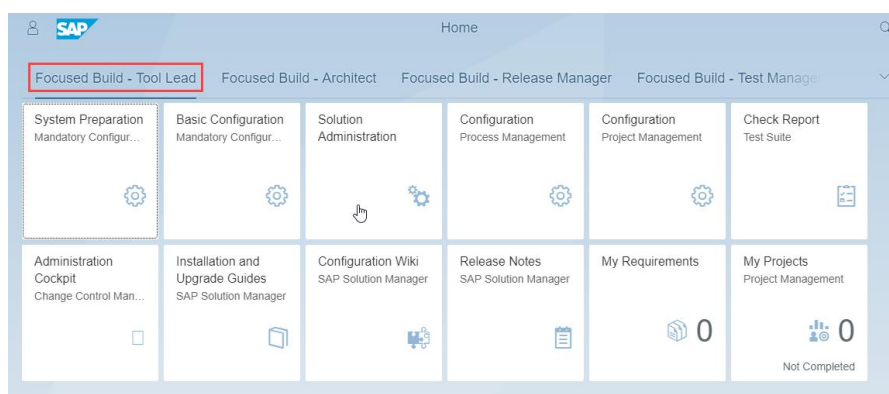 SAP
Home
Focused Build - Tool Lead
Focused Build - Architect
Focused Build - Release Manager
Focused Build - Test Manage
System Preparation
Mandatory Configur...
Basic Configuration
Mandatory Configur...
Solution
Administration
Configuration
Process Management
Configuration
Project Management
Check Report
Test Suite
Administration
Cockpit
Change Control Man...
Installation and
Upgrade Guides
SAP Solution Manager
Configuration Wiki
SAP Solution Manager
Release Notes
SAP Solution Manager
My Requirements
0
My Projects
Project Management
0
Not Completed